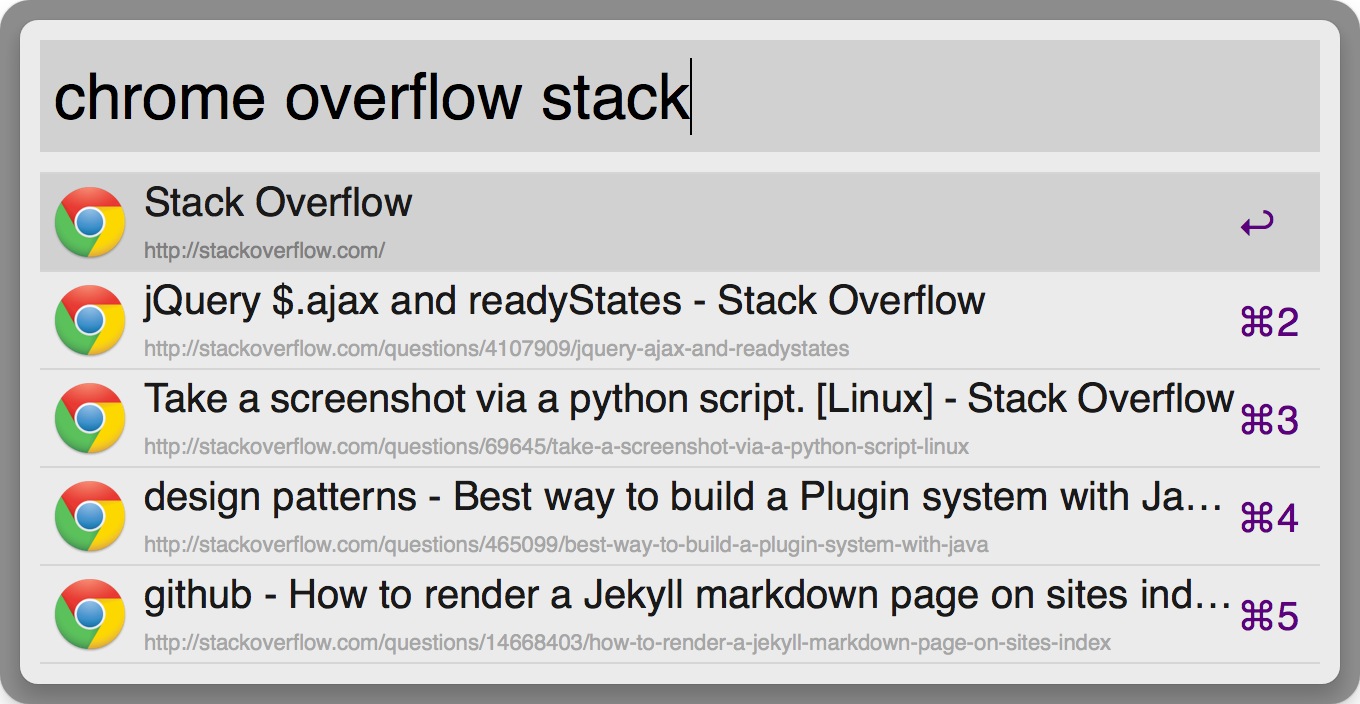 chrome overflow stack
Stack Overflow
http://stackoverflow.com/
↩
jQuery $.ajax and readyStates - Stack Overflow
http://stackoverflow.com/questions/4107909/jquery-ajax-and-readystates
⌘2
Take a screenshot via a python script. [Linux] - Stack Overflow
http://stackoverflow.com/questions/69645/take-a-screenshot-via-a-python-script-linux
⌘3
design patterns - Best way to build a Plugin system with Ja…
http://stackoverflow.com/questions/465099/best-way-to-build-a-plugin-system-with-java
⌘4
github - How to render a Jekyll markdown page on sites ind…
http://stackoverflow.com/questions/14668403/how-to-render-a-jekyll-markdown-page-on-sites-index
⌘5